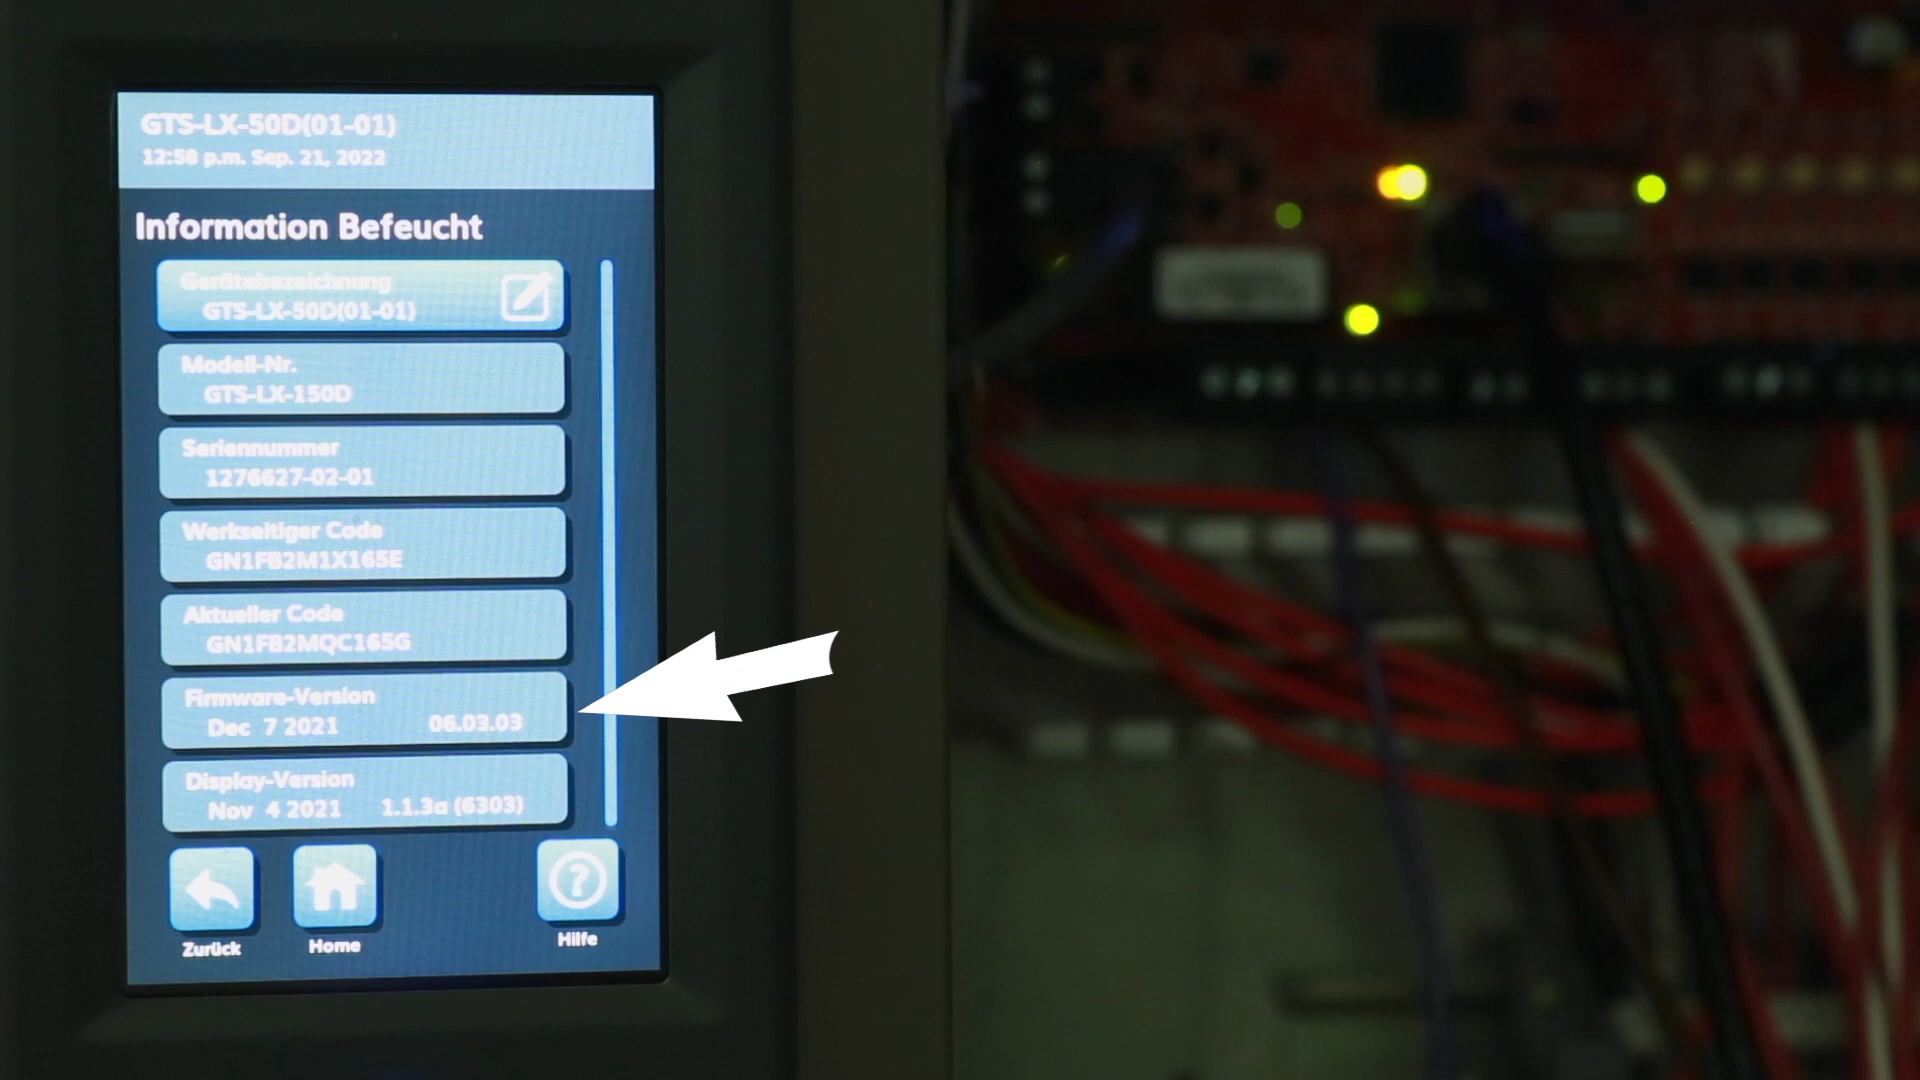 GTS-LX-50D(01-01)
12:58 p.m. Sep. 21, 2022
Information Befeucht
Gerätebezeichnung
GTS-LX-50D(01-01)
Modell-Nr.
GTS-LX-150D
Seriennummer
1276627-02-01
Werkseitiger Code
GN1FB2M1X165E
Aktueller Code
GN1FB2MQC165G
Firmware-Version
Dec 7 2021 06.03.03
Display-Version
Nov 4 2021 1.1.3a (6303)
Zurück Home Hilfe